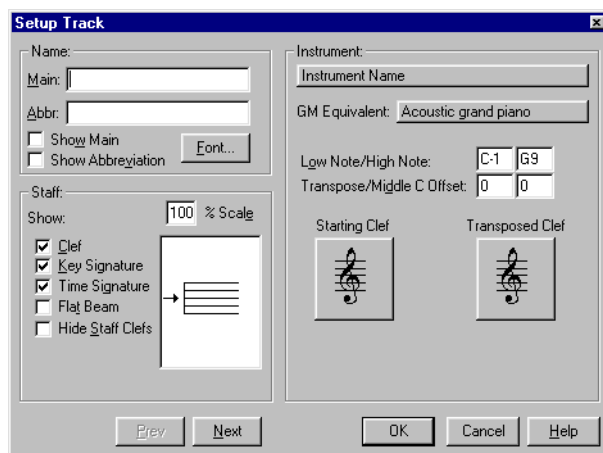 Setup Track
Name:
Main:
Abbr:
Show Main
Show Abbreviation
Font...
Staff:
Show:
100 % Scale
Clef
Key Signature
Time Signature
Flat Beam
Hide Staff Clefs
Instrument:
Instrument Name
GM Equivalent: Acoustic grand piano
Low Note/High Note: C-1 G9
Transpose/Middle C Offset: 0 0
Starting Clef Transposed Clef
Prev Next OK Cancel Help